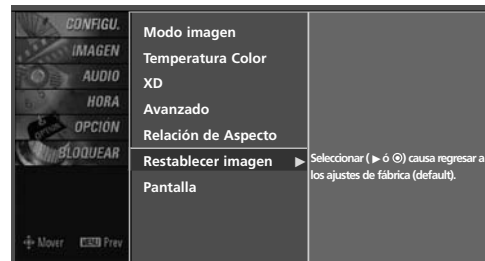 CONFIGU.
IMAGEN
AUDIO
HORA
OPCIÓN
BLOQUEAR
Mover MENU Prev
Modo imagen
Temperatura Color
XD
Avanzado
Relación de Aspecto
Restablecer imagen ▶
Pantalla
Seleccionar ( ▶ ó ⊙) causa regresar a
los ajustes de fábrica (default).